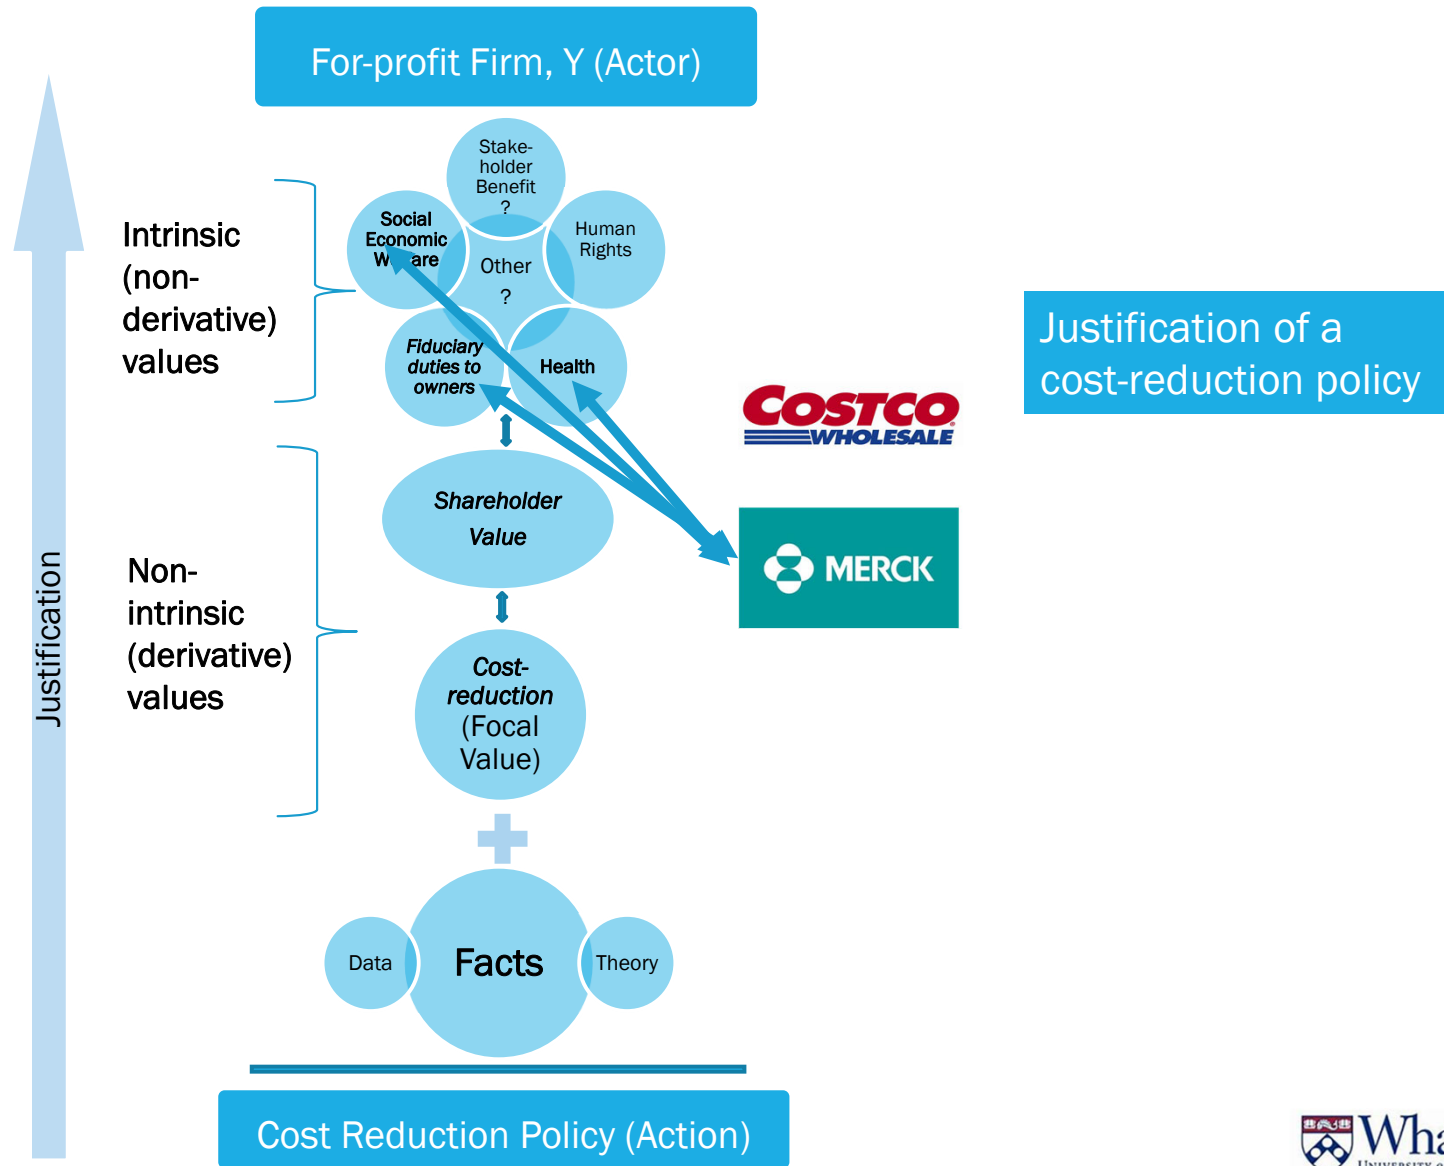 For-profit Firm, Y (Actor)
Stake-
holder
Benefit
?
Social
Economic
Human
Rights
Other
?
Intrinsic
(non-
derivative)
values
Fiduciary
duties to
owners
Health
Justification of a
cost-reduction policy
COSTCO
WHOLESALE
Shareholder
Value
MERCK
Non-
intrinsic
(derivative)
values
Justification
Cost-
reduction
(Focal
Value)
Data
Facts
Theory
Cost Reduction Policy (Action)